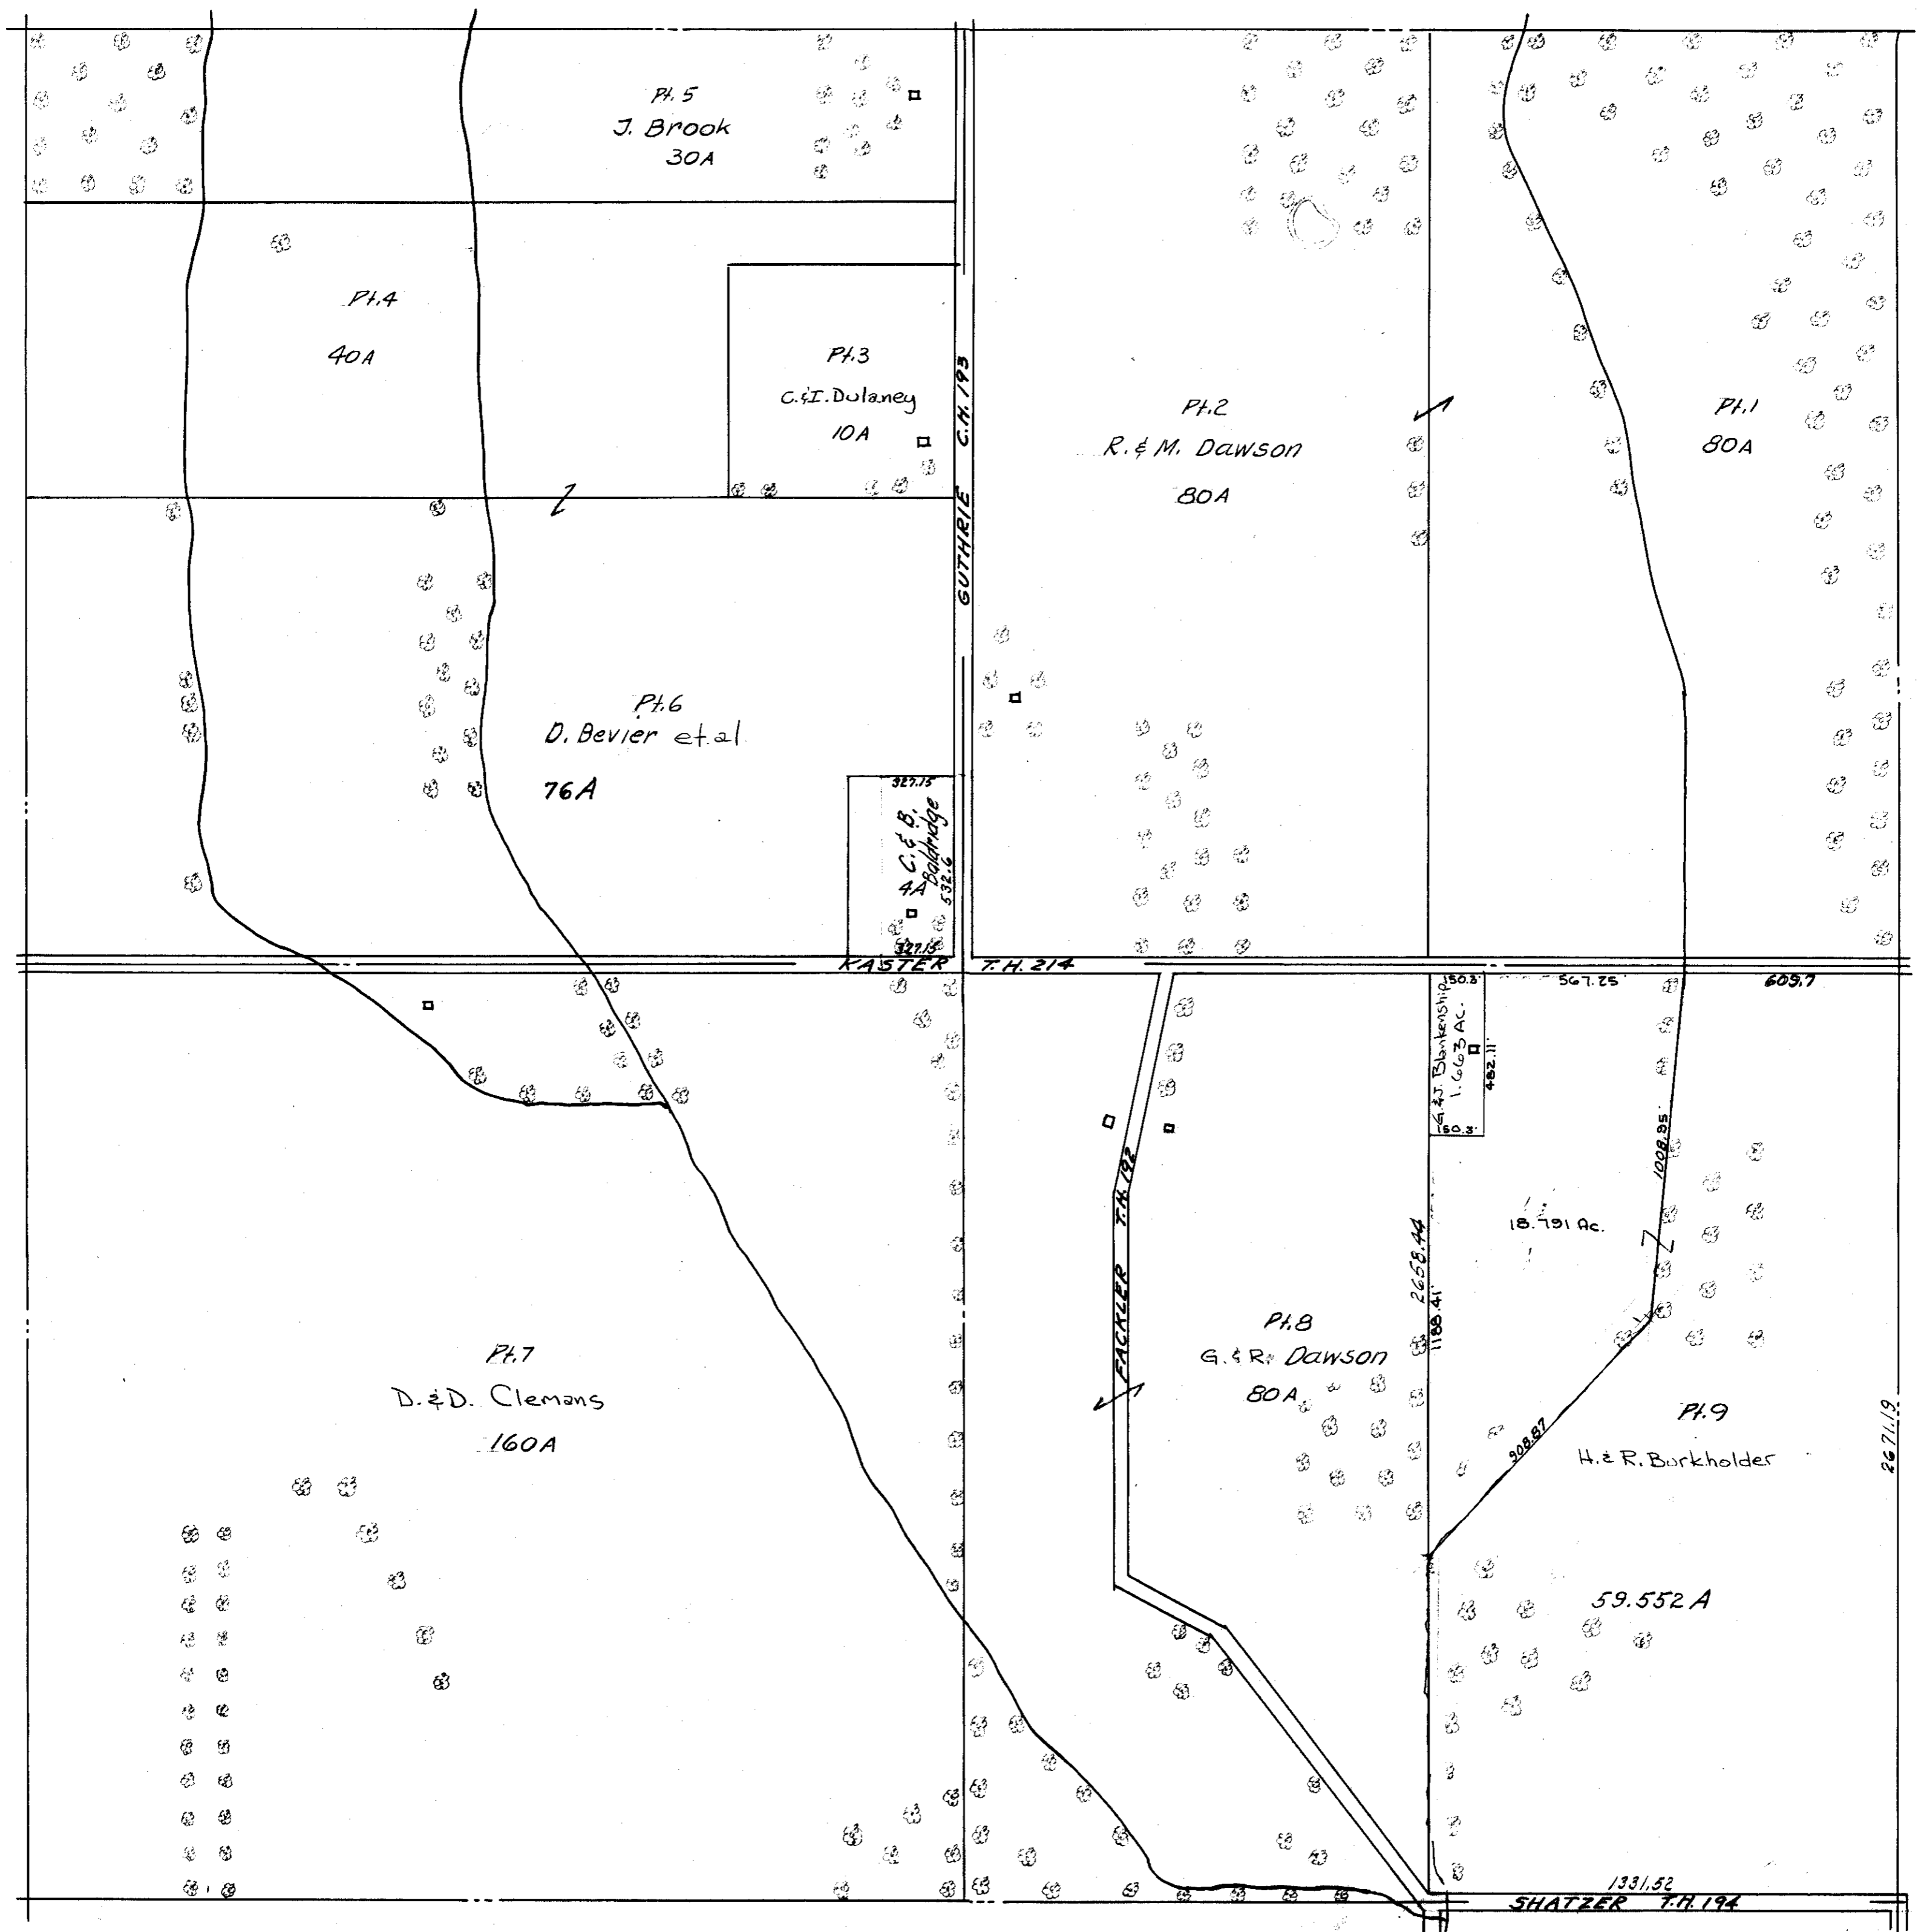 Pt.5
J. Brook
30A
Pt.4
40A
Pt.3
C.&I. Dulaney
10A
GUTHRIE C.H. 193
Pt.2
R. & M. Dawson
80A
Pt.1
80A
Pt.6
D. Bevier et.al
76A
327.15
C. & B.
Baldridge
4A
532.6
327.15
KASTER T.H. 214
150.3'
567.25
609.7
G.&J. Blankenship
1.663 AC.
482.11'
150.3'
1008.95'
18.791 Ac.
FACKLER T.H. 192
2658.44
1188.41'
Pt.8
G. & R. Dawson
80A
Pt.7
D. & D. Clemans
160A
908.87
Pt.9
H. & R. Burkholder
2671.19
59.552 A
1331.52
SHATZER T.H. 194